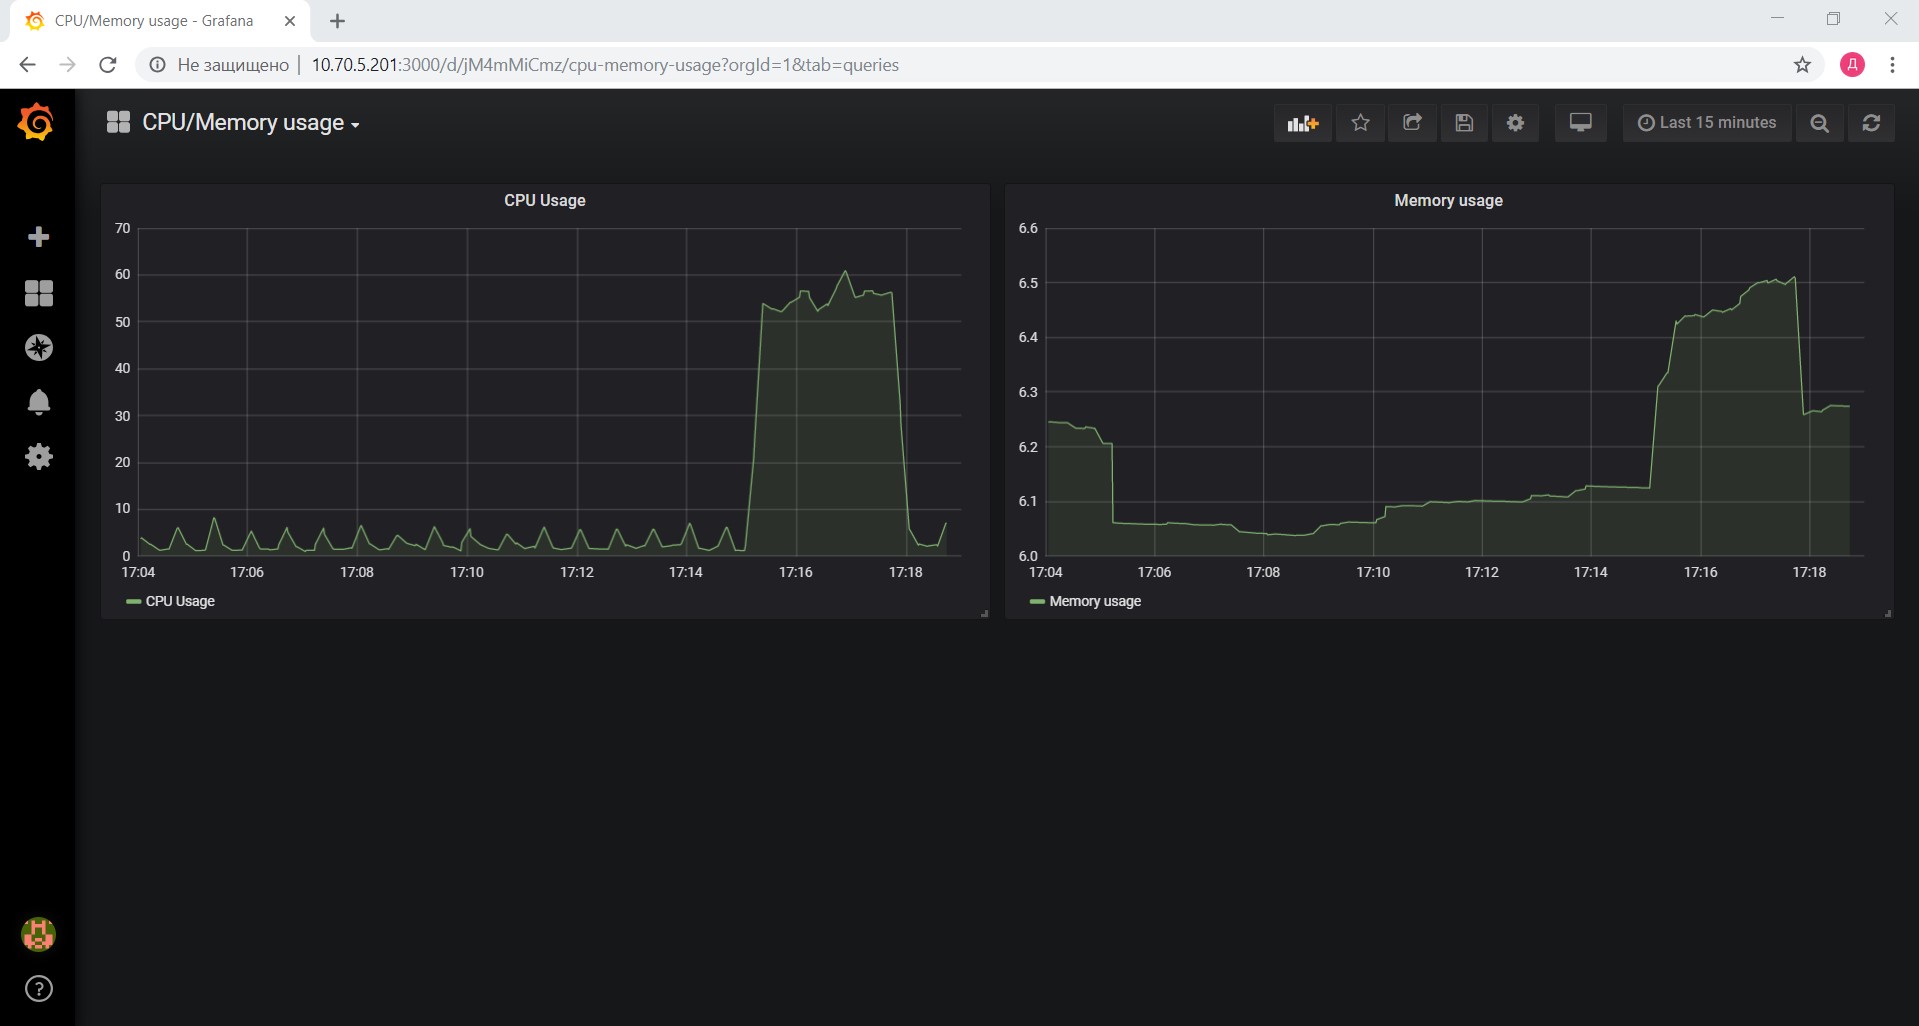 CPU/Memory usage - Grafana
Не защищено | 10.70.5.201:3000/d/jM4mMiCmz/cpu-memory-usage?orgId=1&tab=queries
Д
CPU/Memory usage
Last 15 minutes
CPU Usage
70
60
50
40
30
20
10
0
17:04 17:06 17:08 17:10 17:12 17:14 17:16 17:18
CPU Usage
Memory usage
6.6
6.5
6.4
6.3
6.2
6.1
6.0
17:04 17:06 17:08 17:10 17:12 17:14 17:16 17:18
Memory usage
?